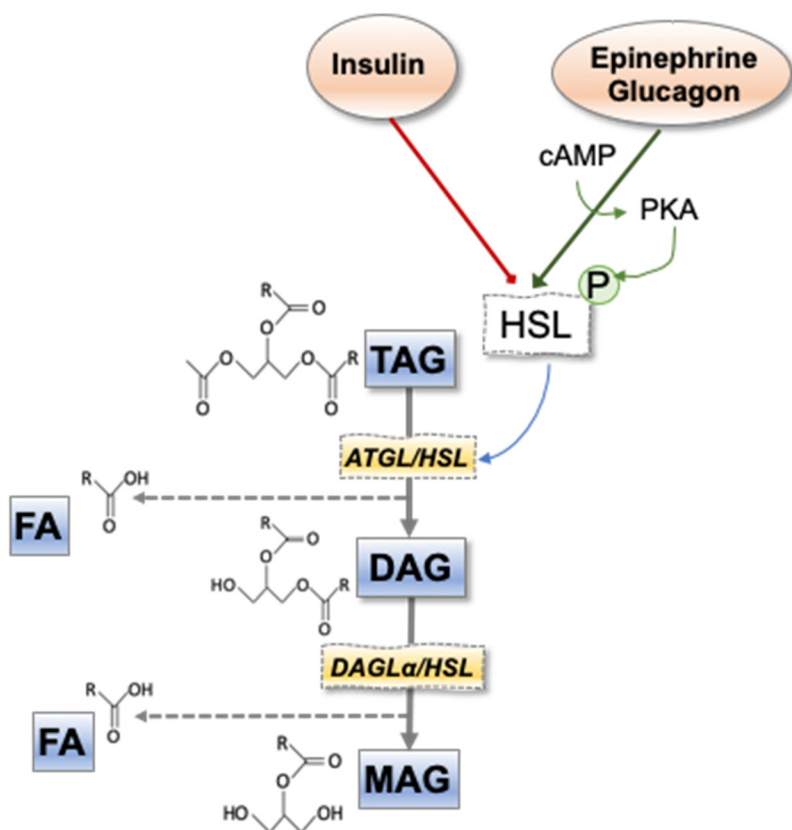 Insulin
Epinephrine
Glucagon
cAMP
PKA
P
HSL
R
O
O
O
O
R
O
O
TAG
ATGL/HSL
R
OH
O
FA
R
O
O
HO
O
R
O
DAG
DAGLα/HSL
R
OH
O
FA
R
O
O
HO
OH
MAG